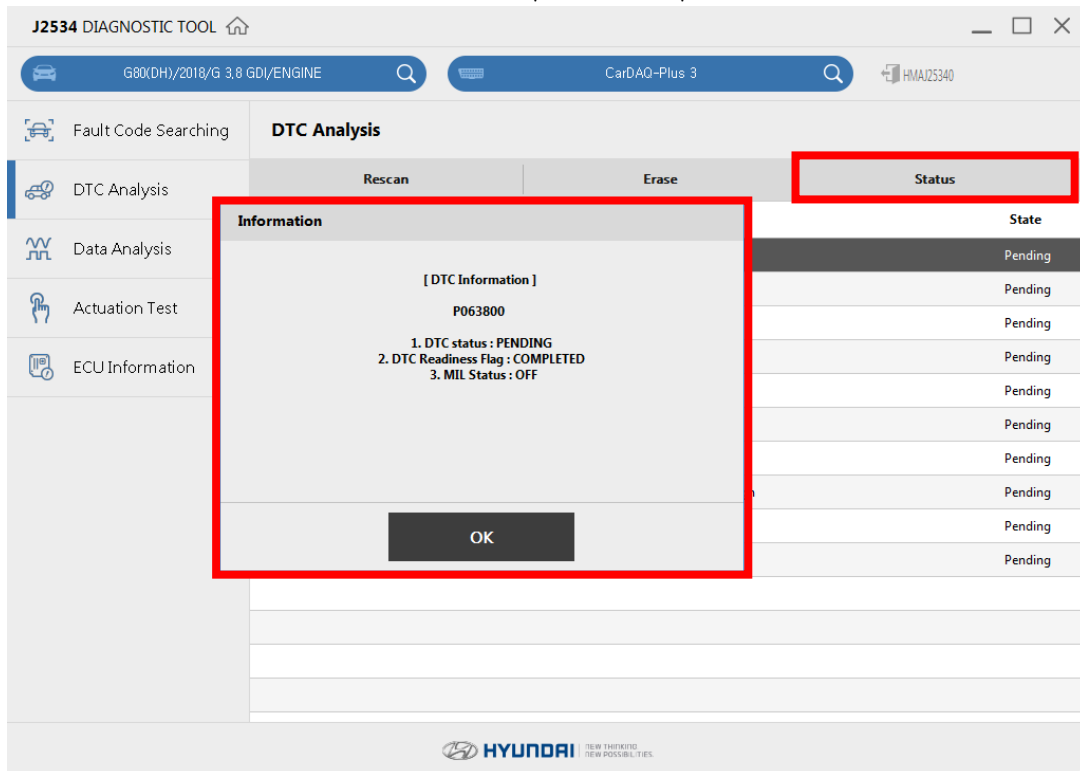 J2534 DIAGNOSTIC TOOL
G80(DH)/2018/G 3,8 GDI/ENGINE
CarDAQ-Plus 3
HMAJ25340
Fault Code Searching
DTC Analysis
DTC Analysis
Data Analysis
Actuation Test
ECU Information
Rescan
Erase
Status
State
Pending
Pending
Pending
Pending
Pending
Pending
Pending
Pending
Pending
Pending
Information
[ DTC Information ]
P063800
1. DTC status : PENDING
2. DTC Readiness Flag : COMPLETED
3. MIL Status : OFF
OK
HYUNDAI
NEW THINKING.
NEW POSSIBILITIES.